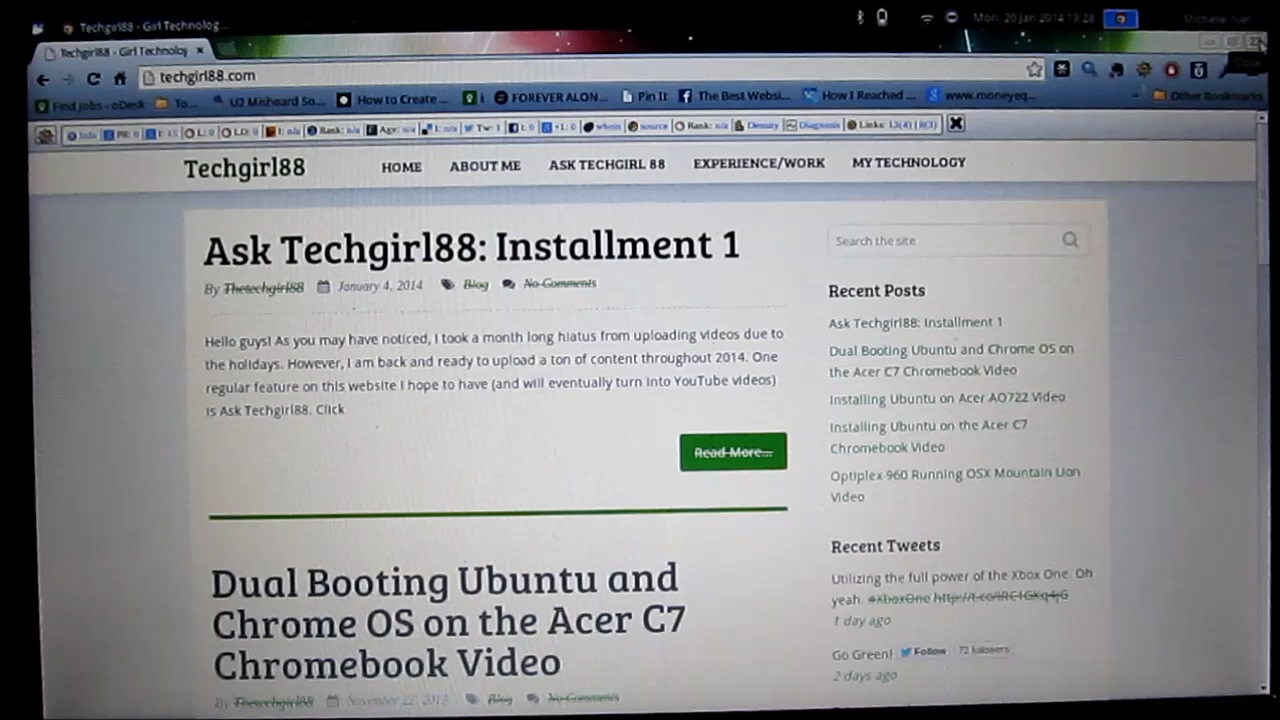 Techgirl88 - Girl Technolog...
Mon, 20 Jan 2014 19:28
Techgirl88 - Girl Technolog
techgirl88.com
Find Jobs - oDesk
To...
U2 Misheard So...
How to Create ...
FOREVER ALON...
Pin It
The Best Websi...
How I Reached ...
www.moneyeq...
Other Bookmarks
whois
source
Rank: n/a
Density
Diagnosis
Techgirl88
HOME
ABOUT ME
ASK TECHGIRL 88
EXPERIENCE/WORK
MY TECHNOLOGY
Ask Techgirl88: Installment 1
By Thetechgirl88 January 4, 2014 Blog No Comments
Hello guys! As you may have noticed, I took a month long hiatus from uploading videos due to
the holidays. However, I am back and ready to upload a ton of content throughout 2014. One
regular feature on this website I hope to have (and will eventually turn into YouTube videos)
is Ask Techgirl88. Click
Read More...
Dual Booting Ubuntu and
Chrome OS on the Acer C7
Chromebook Video
By Thetechgirl88 November 22, 2013 Blog No Comments
Search the site
Recent Posts
Ask Techgirl88: Installment 1
Dual Booting Ubuntu and Chrome OS on
the Acer C7 Chromebook Video
Installing Ubuntu on Acer AO722 Video
Installing Ubuntu on the Acer C7
Chromebook Video
Optiplex 960 Running OSX Mountain Lion
Video
Recent Tweets
Utilizing the full power of the Xbox One. Oh
yeah. #XboxOne
1 day ago
Go Green! Follow 72 followers
2 days ago